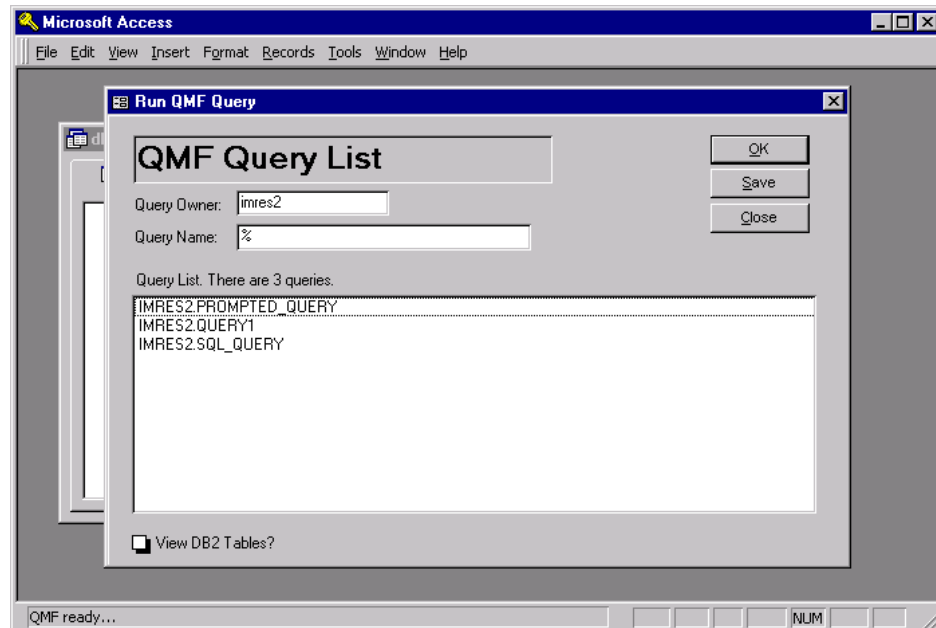 Microsoft Access
File Edit View Insert Format Records Tools Window Help
Run QMF Query
QMF Query List
OK
Save
Close
Query Owner: imres2
Query Name: %
Query List. There are 3 queries.
IMRES2.PROMPTED_QUERY
IMRES2.QUERY1
IMRES2.SQL_QUERY
View DB2 Tables?
QMF ready...
NUM